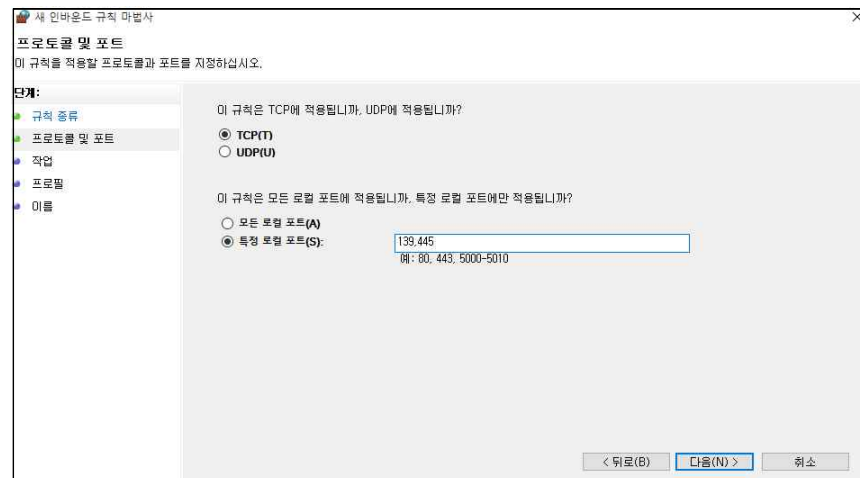 새 인바운드 규칙 마법사
프로토콜 및 포트
이 규칙을 적용할 프로토콜과 포트를 지정하십시오.
단계:
규칙 종류
프로토콜 및 포트
작업
프로필
이름
이 규칙은 TCP에 적용됩니까, UDP에 적용됩니까?
TCP(T)
UDP(U)
이 규칙은 모든 로컬 포트에 적용됩니까, 특정 로컬 포트에만 적용됩니까?
모든 로컬 포트(A)
특정 로컬 포트(S): 139,445
예: 80, 443, 5000-5010
< 뒤로(B) 다음(N) > 취소